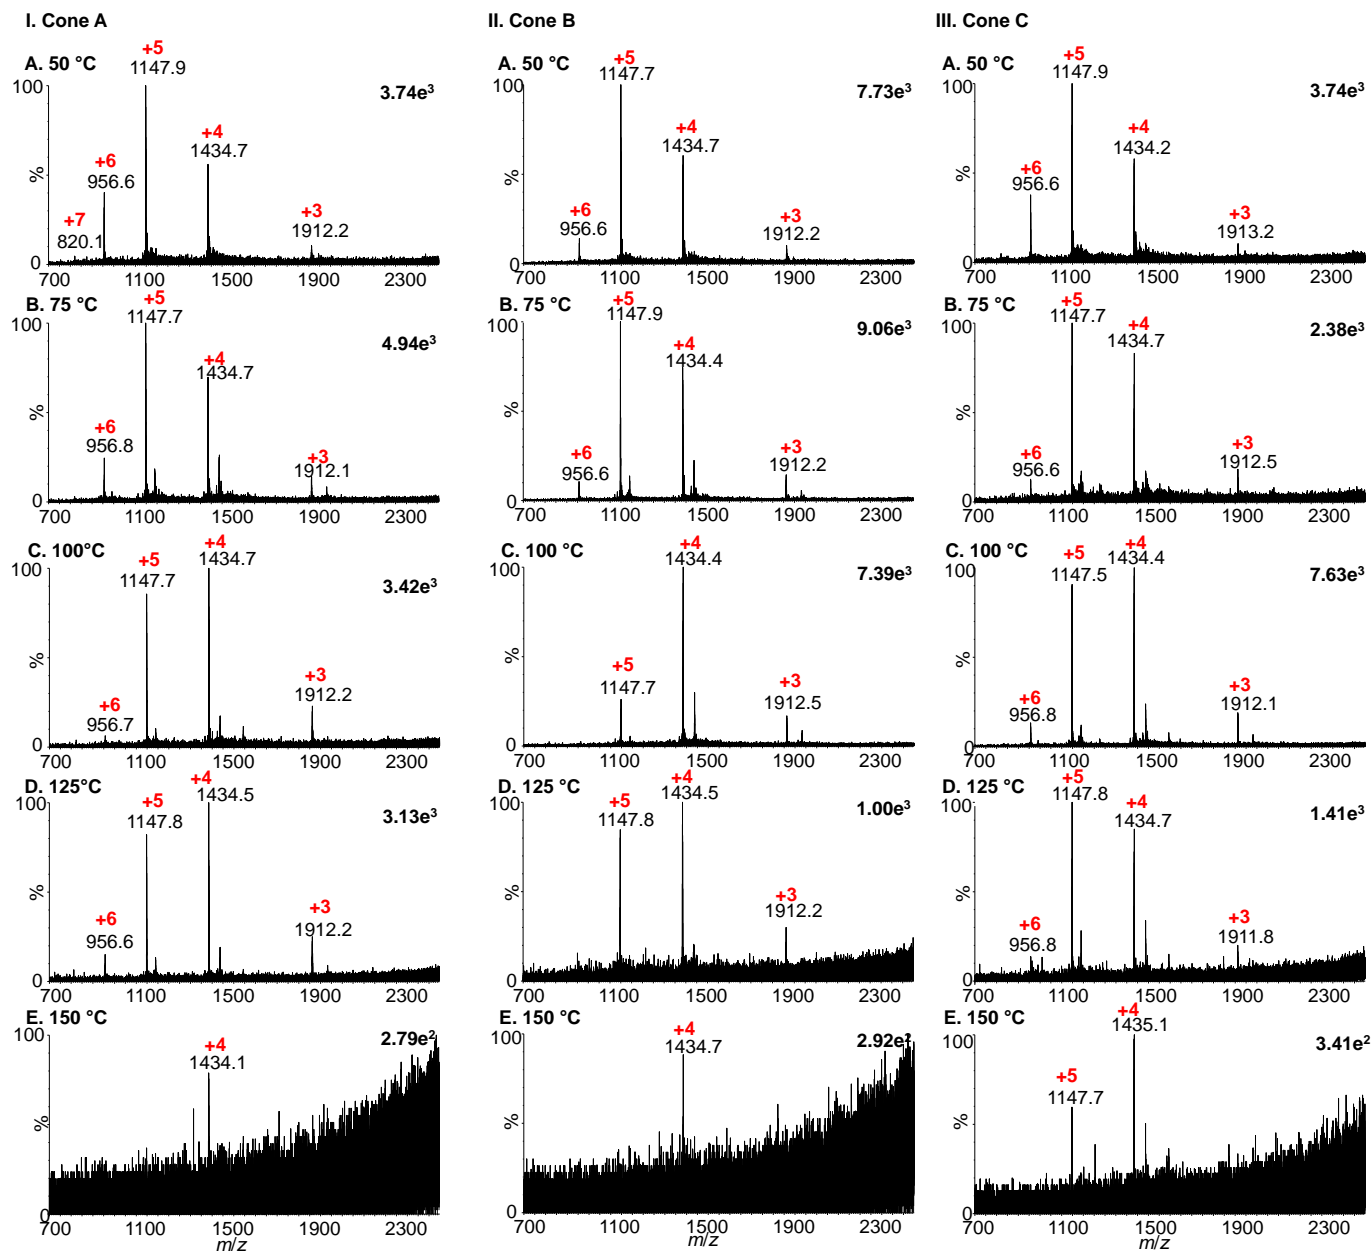 I. Cone A
A. 50 °C
3.74e³
+7
820.1
+6
956.6
+5
1147.9
+4
1434.7
+3
1912.2
100
%
0
700 1100 1500 1900 2300
B. 75 °C
4.94e³
+6
956.8
+5
1147.7
+4
1434.7
+3
1912.1
100
%
0
700 1100 1500 1900 2300
C. 100°C
3.42e³
+6
956.7
+5
1147.7
+4
1434.7
+3
1912.2
100
%
0
700 1100 1500 1900 2300
D. 125°C
3.13e³
+6
956.6
+5
1147.8
+4
1434.5
+3
1912.2
100
%
0
700 1100 1500 1900 2300
E. 150 °C
2.79e²
+4
1434.1
100
%
0
700 1100 1500 1900 2300
m/z
II. Cone B
A. 50 °C
7.73e³
+6
956.6
+5
1147.7
+4
1434.7
+3
1912.2
100
%
0
700 1100 1500 1900 2300
B. 75 °C
9.06e³
+6
956.6
+5
1147.9
+4
1434.4
+3
1912.2
100
%
0
700 1100 1500 1900 2300
C. 100 °C
7.39e³
+5
1147.7
+4
1434.4
+3
1912.5
100
%
0
700 1100 1500 1900 2300
D. 125 °C
1.00e³
+5
1147.8
+4
1434.5
+3
1912.2
100
%
0
700 1100 1500 1900 2300
E. 150 °C
2.92e²
+4
1434.7
100
%
0
700 1100 1500 1900 2300
m/z
III. Cone C
A. 50 °C
3.74e³
+6
956.6
+5
1147.9
+4
1434.2
+3
1913.2
100
%
0
700 1100 1500 1900 2300
B. 75 °C
2.38e³
+6
956.6
+5
1147.7
+4
1434.7
+3
1912.5
100
%
0
700 1100 1500 1900 2300
C. 100 °C
7.63e³
+6
956.8
+5
1147.5
+4
1434.4
+3
1912.1
100
%
0
700 1100 1500 1900 2300
D. 125 °C
1.41e³
+6
956.8
+5
1147.8
+4
1434.7
+3
1911.8
100
%
0
700 1100 1500 1900 2300
E. 150 °C
3.41e²
+5
1147.7
+4
1435.1
100
%
0
700 1100 1500 1900 2300
m/z